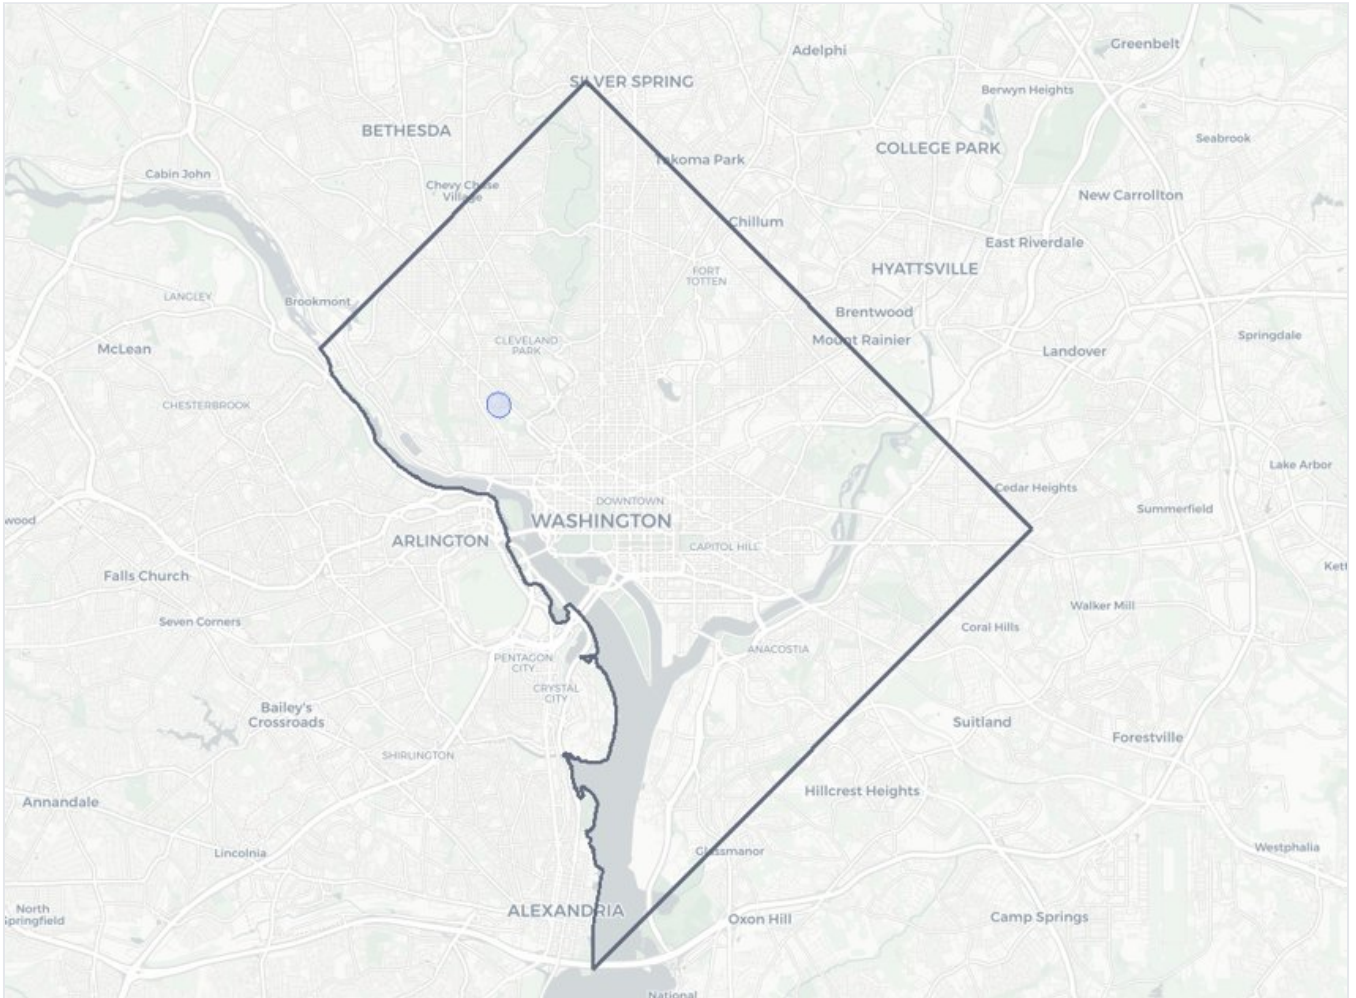 Adelphi
Greenbelt
SILVER SPRING
Berwyn Heights
BETHESDA
Seabrook
COLLEGE PARK
Takoma Park
Cabin John
Chevy Chase
Village
New Carrollton
Chillum
East Riverdale
HYATTSVILLE
FORT
TOTTEN
LANGLEY
Brookmont
Brentwood
Springdale
CLEVELAND
PARK
Mount Rainier
McLean
Landover
CHESTERBROOK
Lake Arbor
Cedar Heights
DOWNTOWN
Summerfield
wood
WASHINGTON
ARLINGTON
CAPITOL HILL
Kett
Falls Church
Walker Mill
Seven Corners
Coral Hills
ANACOSTIA
PENTAGON
CITY
CRYSTAL
CITY
Bailey's
Crossroads
Suitland
Forestville
SHIRLINGTON
Hillcrest Heights
Annandale
Lincolnia
Glassmanor
Westphalia
North
Springfield
ALEXANDRIA
Oxon Hill
Camp Springs
National